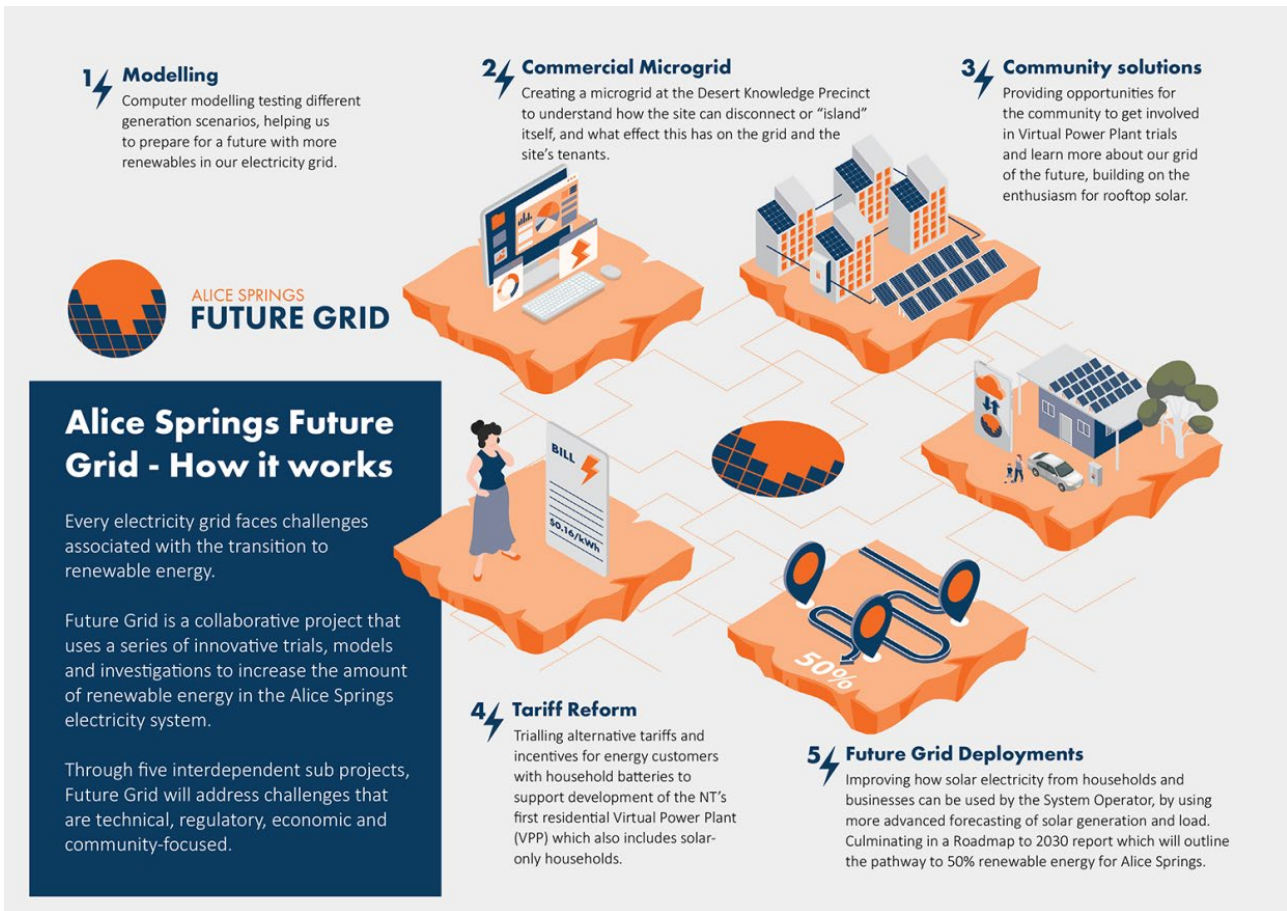 1 Modelling
Computer modelling testing different
generation scenarios, helping us
to prepare for a future with more
renewables in our electricity grid.
2 Commercial Microgrid
Creating a microgrid at the Desert Knowledge Precinct
to understand how the site can disconnect or “island”
itself, and what effect this has on the grid and the
site’s tenants.
3 Community solutions
Providing opportunities for
the community to get involved
in Virtual Power Plant trials
and learn more about our grid
of the future, building on the
enthusiasm for rooftop solar.
ALICE SPRINGS
FUTURE GRID
Alice Springs Future
Grid - How it works
Every electricity grid faces challenges
associated with the transition to
renewable energy.
Future Grid is a collaborative project that
uses a series of innovative trials, models
and investigations to increase the amount
of renewable energy in the Alice Springs
electricity system.
Through five interdependent sub projects,
Future Grid will address challenges that
are technical, regulatory, economic and
community-focused.
BILL
$0.16/kWh
50%
4 Tariff Reform
Trialling alternative tariffs and
incentives for energy customers
with household batteries to
support development of the NT’s
first residential Virtual Power Plant
(VPP) which also includes solar-
only households.
5 Future Grid Deployments
Improving how solar electricity from households and
businesses can be used by the System Operator, by using
more advanced forecasting of solar generation and load.
Culminating in a Roadmap to 2030 report which will outline
the pathway to 50% renewable energy for Alice Springs.